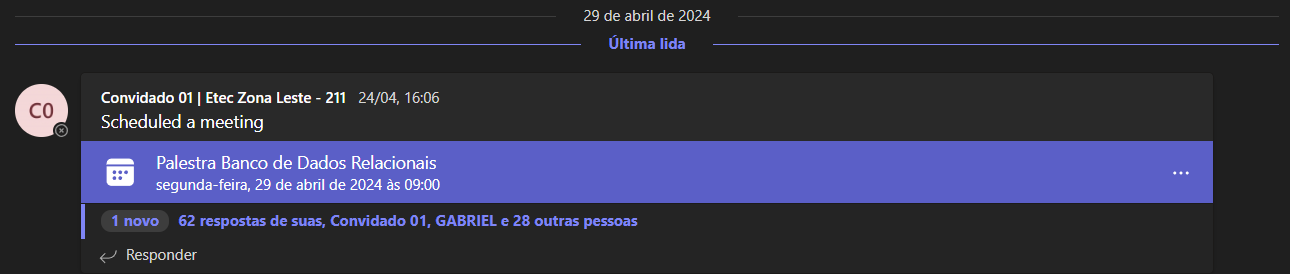 29 de abril de 2024
Última lida
C0
Convidado 01 | Etec Zona Leste - 211 24/04, 16:06
Scheduled a meeting
Palestra Banco de Dados Relacionais
segunda-feira, 29 de abril de 2024 às 09:00
1 novo 62 respostas de suas, Convidado 01, GABRIEL e 28 outras pessoas
Responder